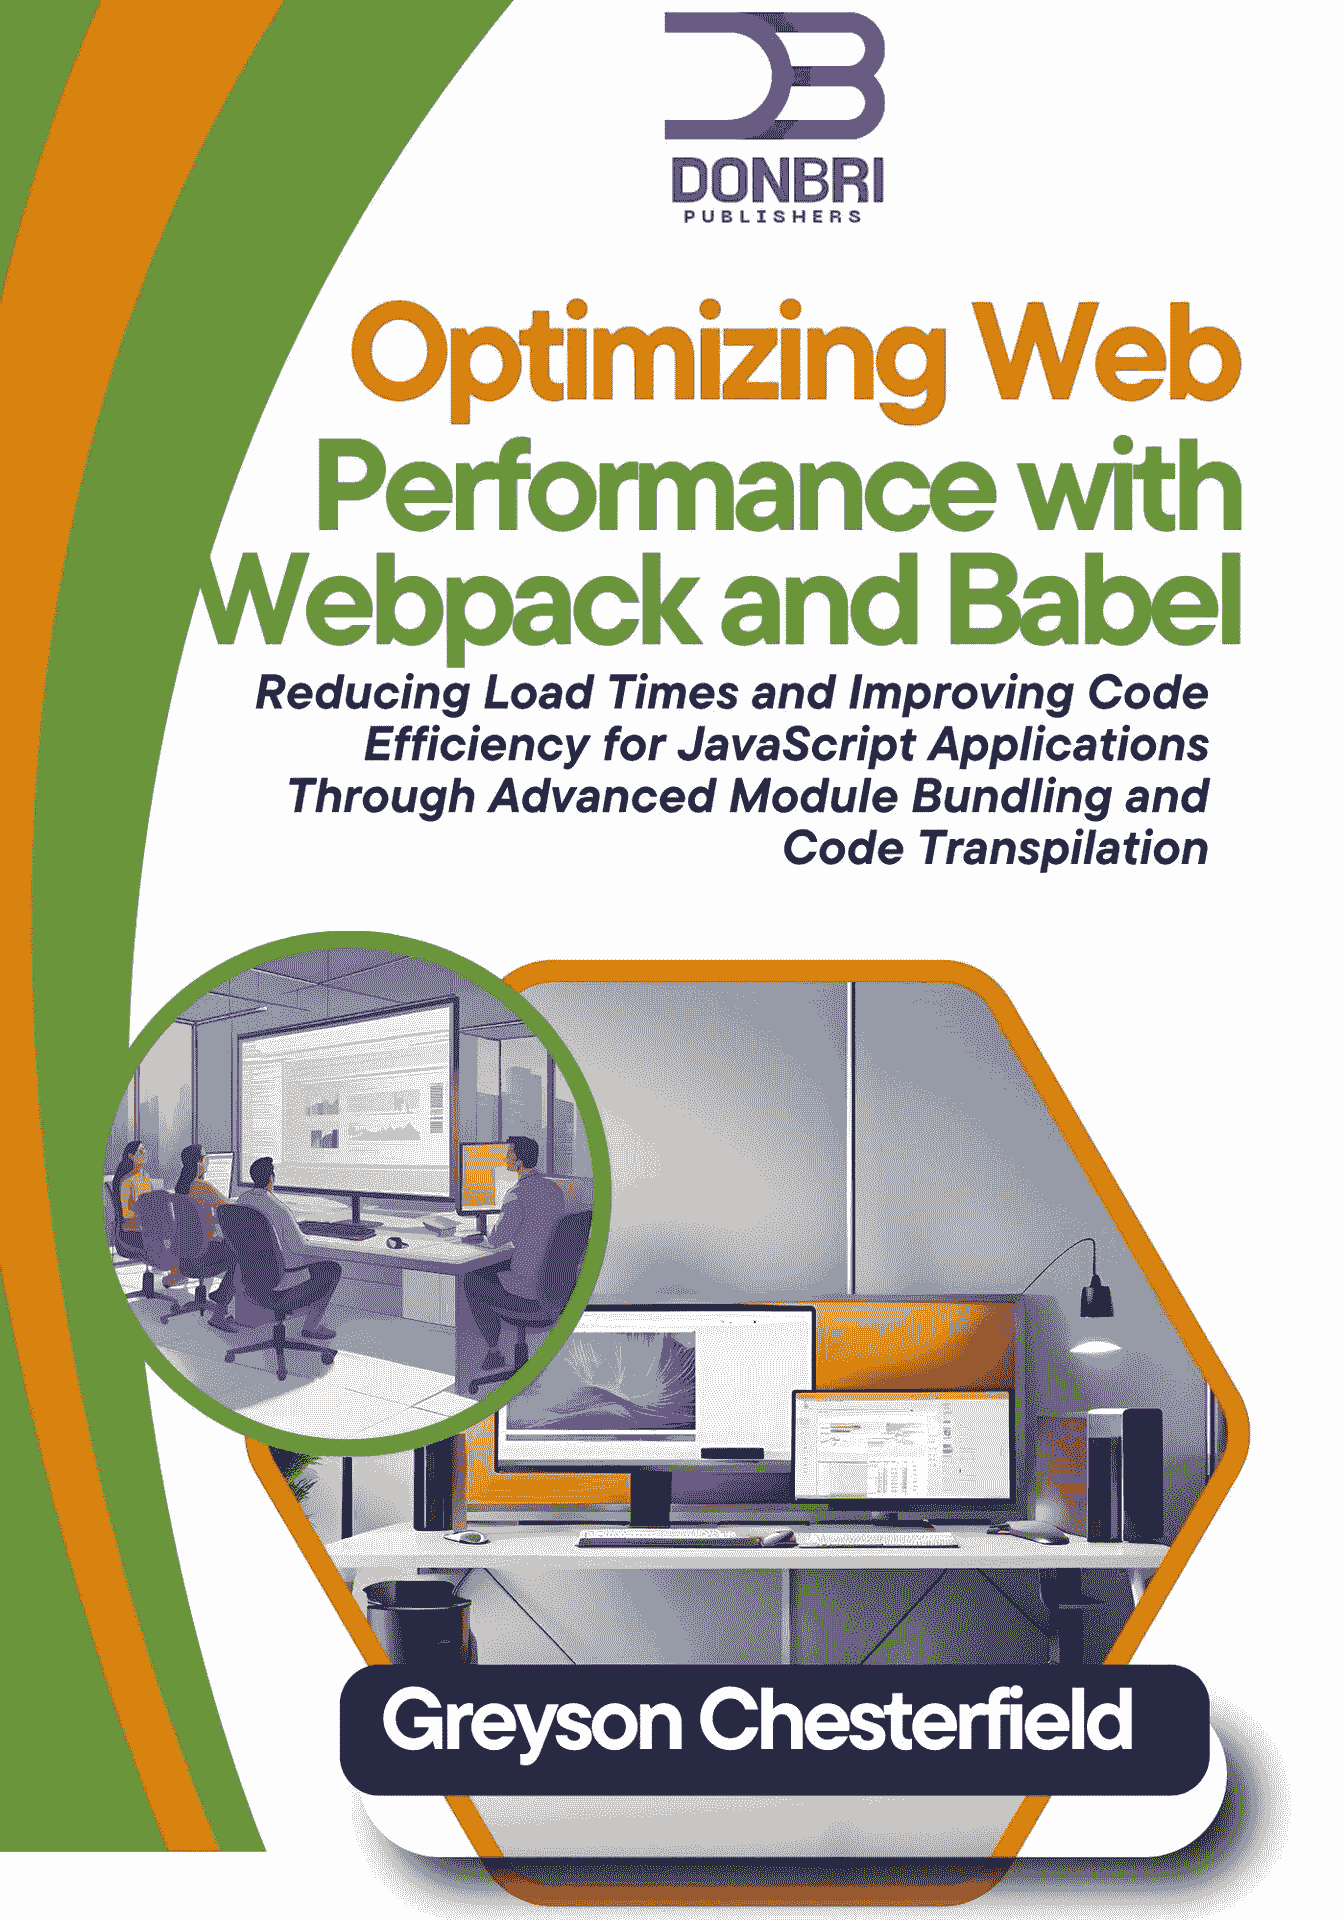 DB
DONBRI
PUBLISHERS
Optimizing Web
Performance with
Webpack and Babel
Reducing Load Times and Improving Code
Efficiency for JavaScript Applications
Through Advanced Module Bundling and
Code Transpilation
Greyson Chesterfield